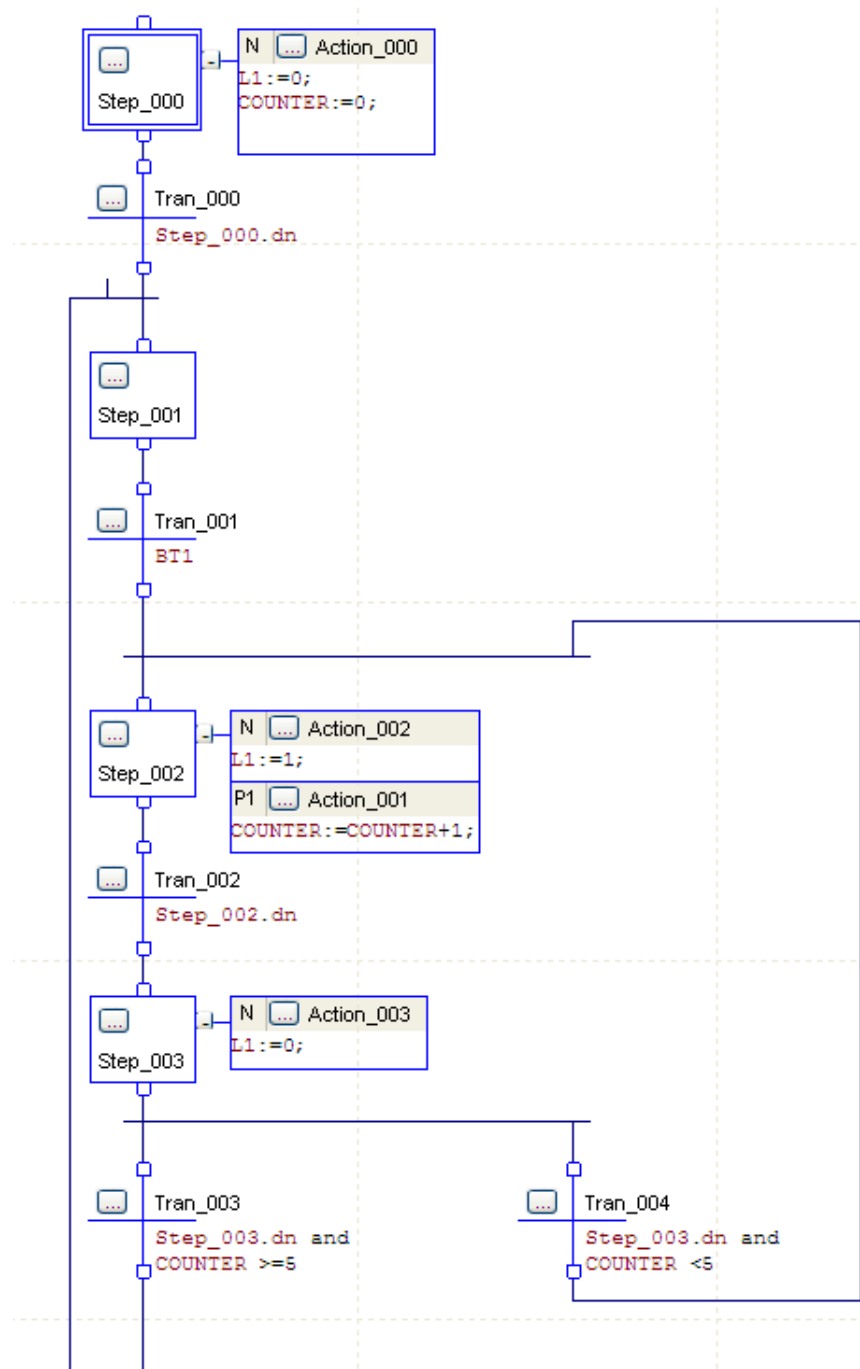 N ... Action_000
...
L1:=0;
Step_000
COUNTER:=0;
... Tran_000
Step_000.dn
...
Step_001
... Tran_001
BT1
N ... Action_002
...
L1:=1;
Step_002
P1 ... Action_001
COUNTER:=COUNTER+1;
... Tran_002
Step_002.dn
N ... Action_003
...
L1:=0;
Step_003
... Tran_003
Step_003.dn and
COUNTER >=5
... Tran_004
Step_003.dn and
COUNTER <5